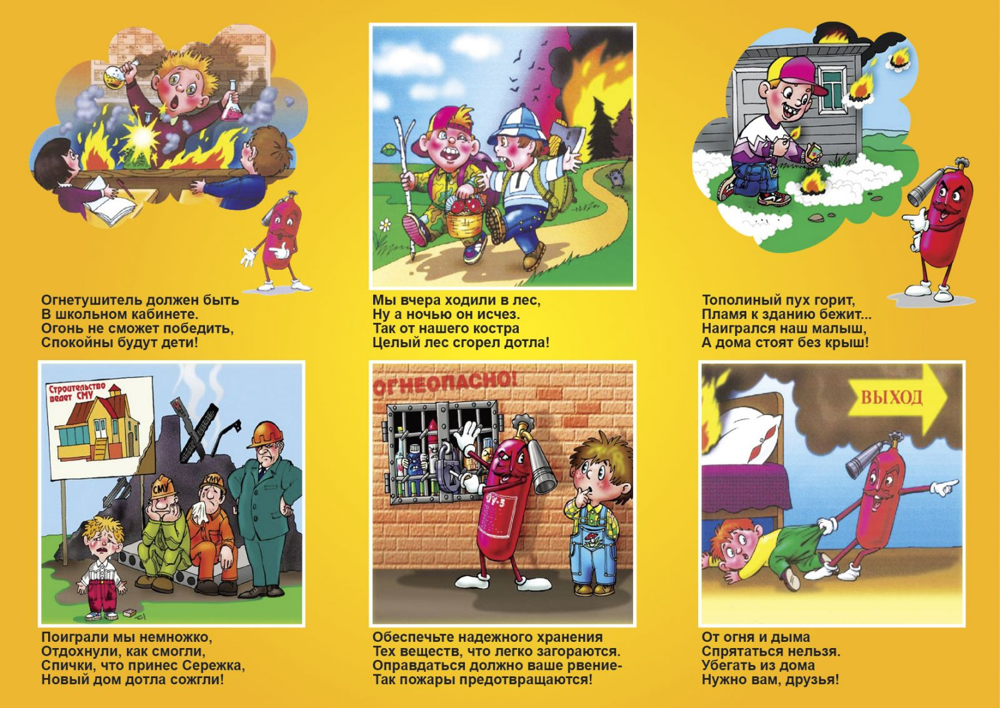 Огнетушитель должен быть
В школьном кабинете.
Огонь не сможет победить,
Спокойны будут дети!
Мы вчера ходили в лес,
Ну а ночью он исчез.
Так от нашего костра
Целый лес сгорел дотла!
Тополиный пух горит,
Пламя к зданию бежит...
Наигрался наш малыш,
А дома стоят без крыш!
Строительство
ведет СМУ
СМУ
СМУ
Поиграли мы немножко,
Отдохнули, как смогли,
Спички, что принес Сережка,
Новый дом дотла сожгли!
ОГНЕОПАСНО!
ОУ-5
Обеспечьте надежного хранения
Тех веществ, что легко загораются.
Оправдаться должно ваше рвение-
Так пожары предотвращаются!
ВЫХОД
От огня и дыма
Спрятаться нельзя.
Убегать из дома
Нужно вам, друзья!